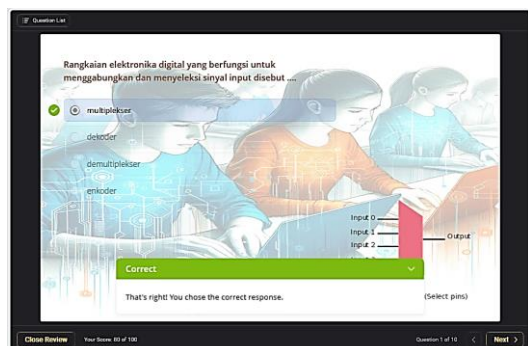 Question List
Rangkaian elektronika digital yang berfungsi untuk
menggabungkan dan menyeleksi sinyal input disebut ....
multiplekser
dekoder
demultiplekser
enkoder
Input 0
Input 1
Input 2
Output
(Select pins)
Correct
That's right! You chose the correct response.
Close Review
Your Score: 80 of 100
Question 1 of 10
Next